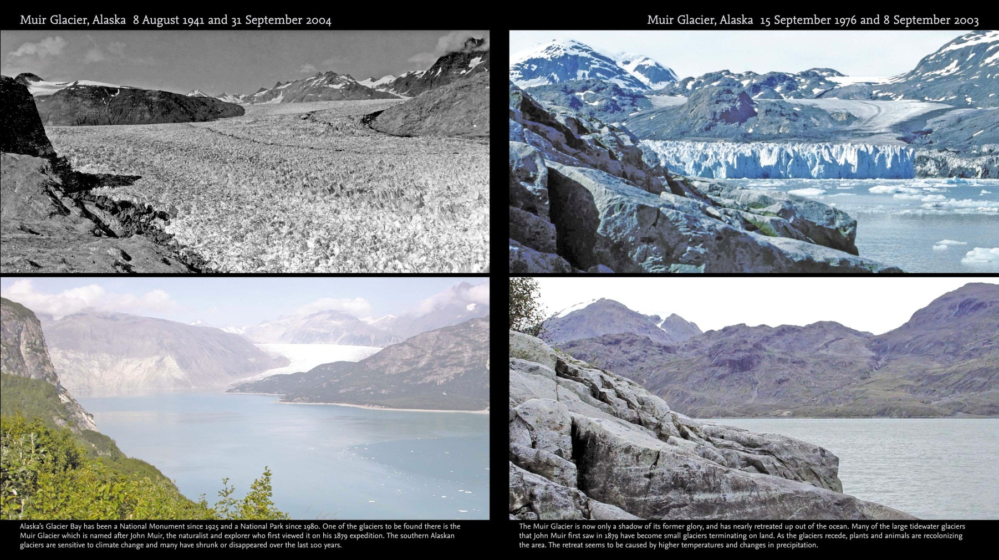 Muir Glacier, Alaska 8 August 1941 and 31 September 2004
Muir Glacier, Alaska 15 September 1976 and 8 September 2003
Alaska's Glacier Bay has been a National Monument since 1925 and a National Park since 1980. One of the glaciers to be found there is the
Muir Glacier which is named after John Muir, the naturalist and explorer who first viewed it on his 1879 expedition. The southern Alaskan
glaciers are sensitive to climate change and many have shrunk or disappeared over the last 100 years.
The Muir Glacier is now only a shadow of its former glory, and has nearly retreated up out of the ocean. Many of the large tidewater glaciers
that John Muir first saw in 1879 have become small glaciers terminating on land. As the glaciers recede, plants and animals are recolonizing
the area. The retreat seems to be caused by higher temperatures and changes in precipitation.